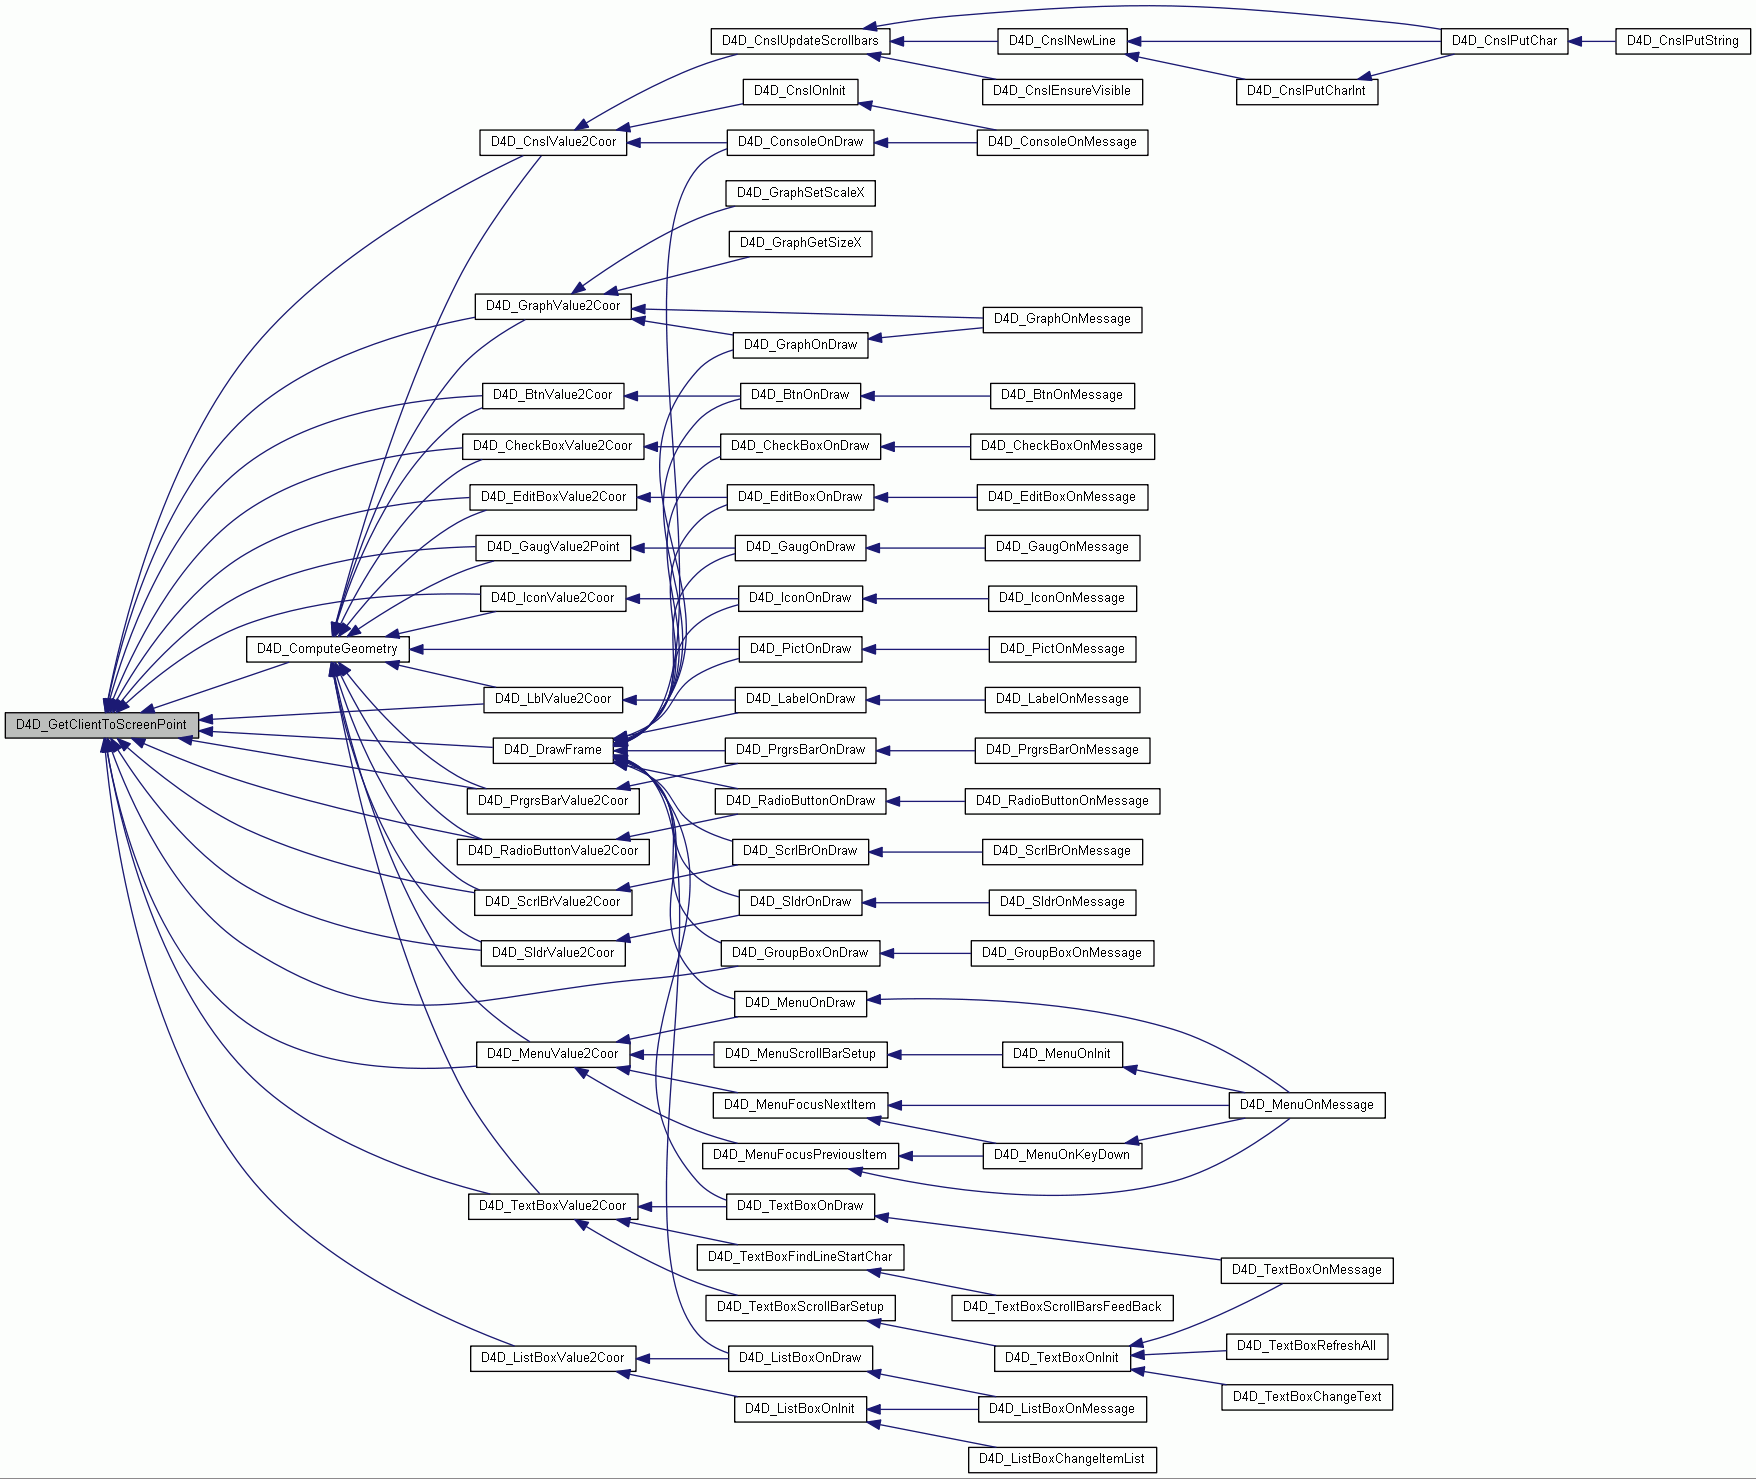 D4D_CnslUpdateScrollbars
D4D_CnslNewLine
D4D_CnslPutChar
D4D_CnslPutString
D4D_CnslOnInit
D4D_CnslEnsureVisible
D4D_CnslPutCharInt
D4D_CnslValue2Coor
D4D_ConsoleOnDraw
D4D_ConsoleOnMessage
D4D_GraphSetScaleX
D4D_GraphGetSizeX
D4D_GraphValue2Coor
D4D_GraphOnMessage
D4D_GraphOnDraw
D4D_BtnValue2Coor
D4D_BtnOnDraw
D4D_BtnOnMessage
D4D_CheckBoxValue2Coor
D4D_CheckBoxOnDraw
D4D_CheckBoxOnMessage
D4D_EditBoxValue2Coor
D4D_EditBoxOnDraw
D4D_EditBoxOnMessage
D4D_GaugValue2Point
D4D_GaugOnDraw
D4D_GaugOnMessage
D4D_IconValue2Coor
D4D_IconOnDraw
D4D_IconOnMessage
D4D_ComputeGeometry
D4D_PictOnDraw
D4D_PictOnMessage
D4D_LblValue2Coor
D4D_LabelOnDraw
D4D_LabelOnMessage
D4D_GetClientToScreenPoint
D4D_DrawFrame
D4D_PrgrsBarOnDraw
D4D_PrgrsBarOnMessage
D4D_PrgrsBarValue2Coor
D4D_RadioButtonOnDraw
D4D_RadioButtonOnMessage
D4D_RadioButtonValue2Coor
D4D_ScrlBrOnDraw
D4D_ScrlBrOnMessage
D4D_ScrlBrValue2Coor
D4D_SldrOnDraw
D4D_SldrOnMessage
D4D_SldrValue2Coor
D4D_GroupBoxOnDraw
D4D_GroupBoxOnMessage
D4D_MenuOnDraw
D4D_MenuValue2Coor
D4D_MenuScrollBarSetup
D4D_MenuOnInit
D4D_MenuFocusNextItem
D4D_MenuOnMessage
D4D_MenuFocusPreviousItem
D4D_MenuOnKeyDown
D4D_TextBoxValue2Coor
D4D_TextBoxOnDraw
D4D_TextBoxFindLineStartChar
D4D_TextBoxOnMessage
D4D_TextBoxScrollBarSetup
D4D_TextBoxScrollBarsFeedBack
D4D_TextBoxRefreshAll
D4D_ListBoxValue2Coor
D4D_ListBoxOnDraw
D4D_TextBoxOnInit
D4D_TextBoxChangeText
D4D_ListBoxOnInit
D4D_ListBoxOnMessage
D4D_ListBoxChangeItemList